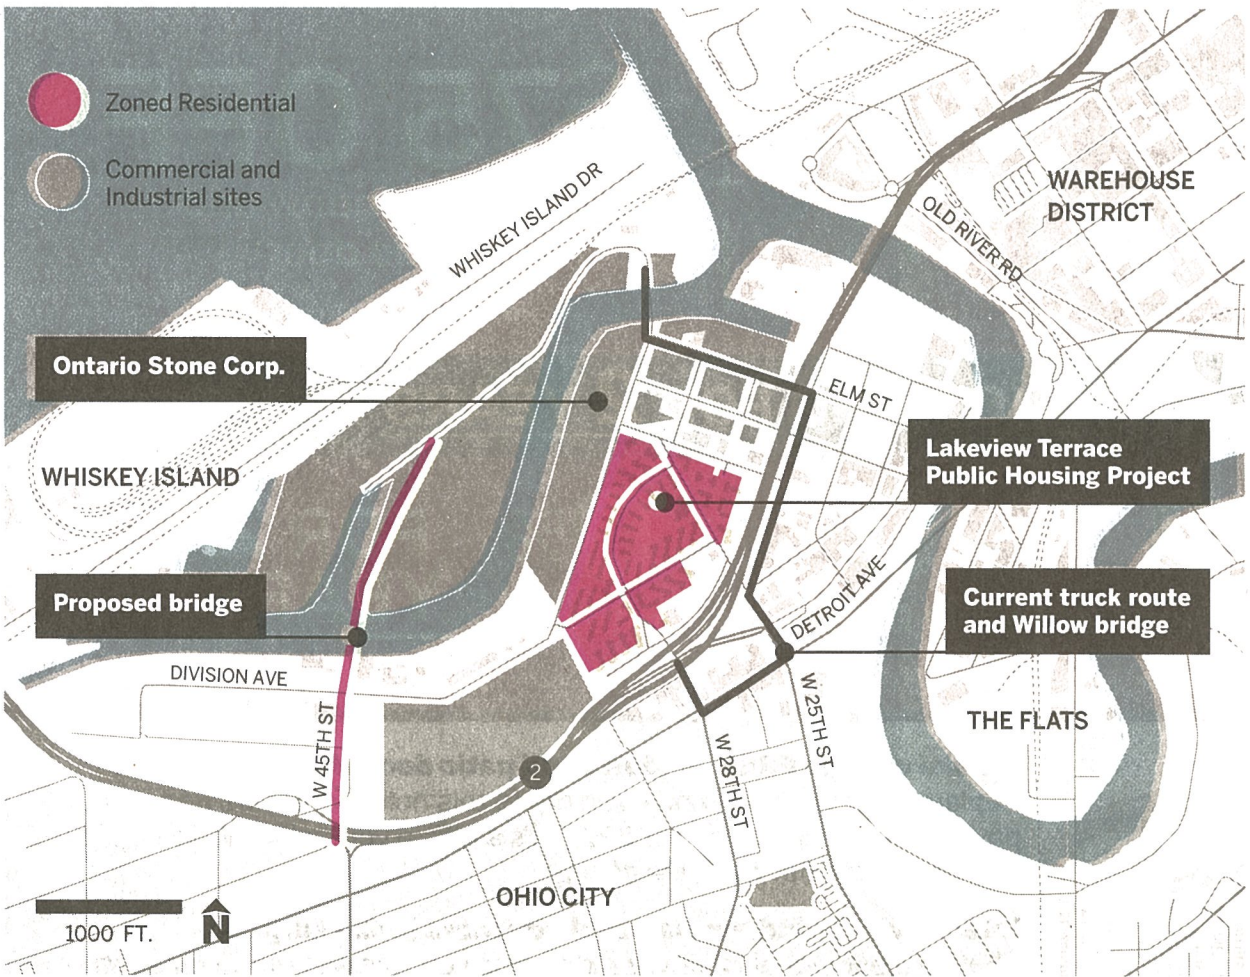 Zoned Residential
Commercial and
Industrial sites
WHISKEY ISLAND DR
WAREHOUSE
DISTRICT
OLD RIVER RD
Ontario Stone Corp.
ELM ST
Lakeview Terrace
Public Housing Project
WHISKEY ISLAND
Proposed bridge
DETROIT AVE
Current truck route
and Willow bridge
DIVISION AVE
W 45TH ST
W 25TH ST
THE FLATS
W 28TH ST
2
OHIO CITY
1000 FT.
N